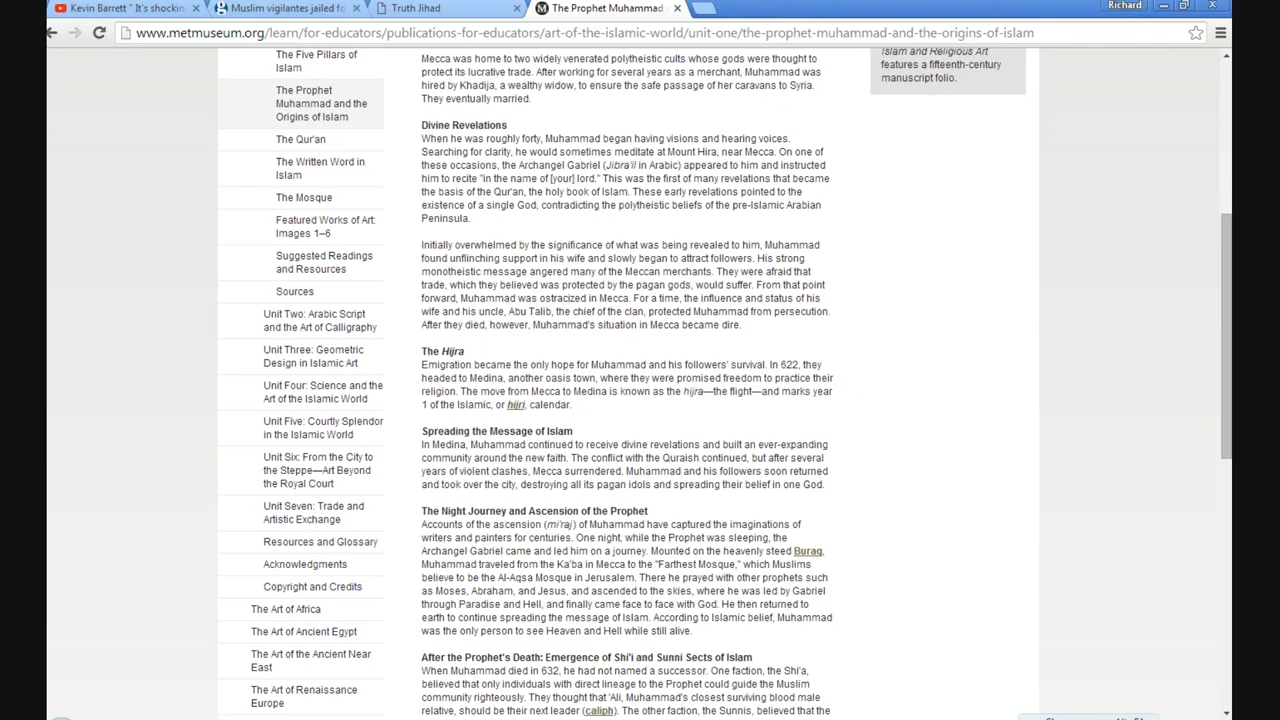 Kevin Barrett " It's shockin
Muslim vigilantes jailed fo
Truth Jihad
The Prophet Muhammad
Richard
www.metmuseum.org/learn/for-educators/publications-for-educators/art-of-the-islamic-world/unit-one/the-prophet-muhammad-and-the-origins-of-islam
The Five Pillars of
Islam
The Prophet
Muhammad and the
Origins of Islam
The Qur'an
The Written Word in
Islam
The Mosque
Featured Works of Art:
Images 1–6
Suggested Readings
and Resources
Sources
Unit Two: Arabic Script
and the Art of Calligraphy
Unit Three: Geometric
Design in Islamic Art
Unit Four: Science and the
Art of the Islamic World
Unit Five: Courtly Splendor
in the Islamic World
Unit Six: From the City to
the Steppe—Art Beyond
the Royal Court
Unit Seven: Trade and
Artistic Exchange
Resources and Glossary
Acknowledgments
Copyright and Credits
The Art of Africa
The Art of Ancient Egypt
The Art of the Ancient Near
East
The Art of Renaissance
Europe
Mecca was home to two widely venerated polytheistic cults whose gods were thought to
protect its lucrative trade. After working for several years as a merchant, Muhammad was
hired by Khadija, a wealthy widow, to ensure the safe passage of her caravans to Syria.
They eventually married.
Divine Revelations
When he was roughly forty, Muhammad began having visions and hearing voices.
Searching for clarity, he would sometimes meditate at Mount Hira, near Mecca. On one of
these occasions, the Archangel Gabriel (Jibra'il in Arabic) appeared to him and instructed
him to recite "in the name of [your] lord." This was the first of many revelations that became
the basis of the Qur'an, the holy book of Islam. These early revelations pointed to the
existence of a single God, contradicting the polytheistic beliefs of the pre-Islamic Arabian
Peninsula.
Initially overwhelmed by the significance of what was being revealed to him, Muhammad
found unflinching support in his wife and slowly began to attract followers. His strong
monotheistic message angered many of the Meccan merchants. They were afraid that
trade, which they believed was protected by the pagan gods, would suffer. From that point
forward, Muhammad was ostracized in Mecca. For a time, the influence and status of his
wife and his uncle, Abu Talib, the chief of the clan, protected Muhammad from persecution.
After they died, however, Muhammad's situation in Mecca became dire.
The Hijra
Emigration became the only hope for Muhammad and his followers' survival. In 622, they
headed to Medina, another oasis town, where they were promised freedom to practice their
religion. The move from Mecca to Medina is known as the hijra—the flight—and marks year
1 of the Islamic, or hijri, calendar.
Spreading the Message of Islam
In Medina, Muhammad continued to receive divine revelations and built an ever-expanding
community around the new faith. The conflict with the Quraish continued, but after several
years of violent clashes, Mecca surrendered. Muhammad and his followers soon returned
and took over the city, destroying all its pagan idols and spreading their belief in one God.
The Night Journey and Ascension of the Prophet
Accounts of the ascension (mi'raj) of Muhammad have captured the imaginations of
writers and painters for centuries. One night, while the Prophet was sleeping, the
Archangel Gabriel came and led him on a journey. Mounted on the heavenly steed Buraq,
Muhammad traveled from the Ka'ba in Mecca to the "Farthest Mosque," which Muslims
believe to be the Al-Aqsa Mosque in Jerusalem. There he prayed with other prophets such
as Moses, Abraham, and Jesus, and ascended to the skies, where he was led by Gabriel
through Paradise and Hell, and finally came face to face with God. He then returned to
earth to continue spreading the message of Islam. According to Islamic belief, Muhammad
was the only person to see Heaven and Hell while still alive.
After the Prophet's Death: Emergence of Shi'i and Sunni Sects of Islam
When Muhammad died in 632, he had not named a successor. One faction, the Shi'a,
believed that only individuals with direct lineage to the Prophet could guide the Muslim
community righteously. They thought that 'Ali, Muhammad's closest surviving blood male
relative, should be their next leader (caliph). The other faction, the Sunnis, believed that the
Islam and Religious Art
features a fifteenth-century
manuscript folio.